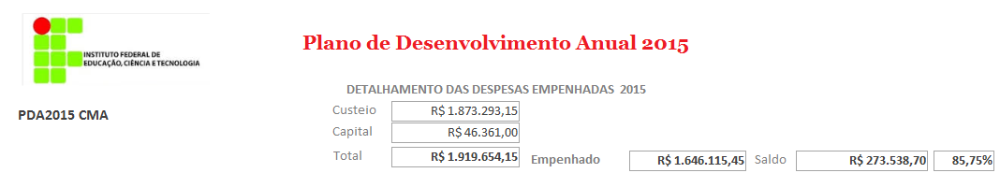 INSTITUTO FEDERAL DE
EDUCAÇÃO, CIÊNCIA E TECNOLOGIA
Plano de Desenvolvimento Anual 2015
PDA2015 CMA
DETALHAMENTO DAS DESPESAS EMPENHADAS 2015
Custeio R$ 1.873.293,15
Capital R$ 46.361,00
Total R$ 1.919.654,15 Empenhado R$ 1.646.115,45 Saldo R$ 273.538,70 85,75%